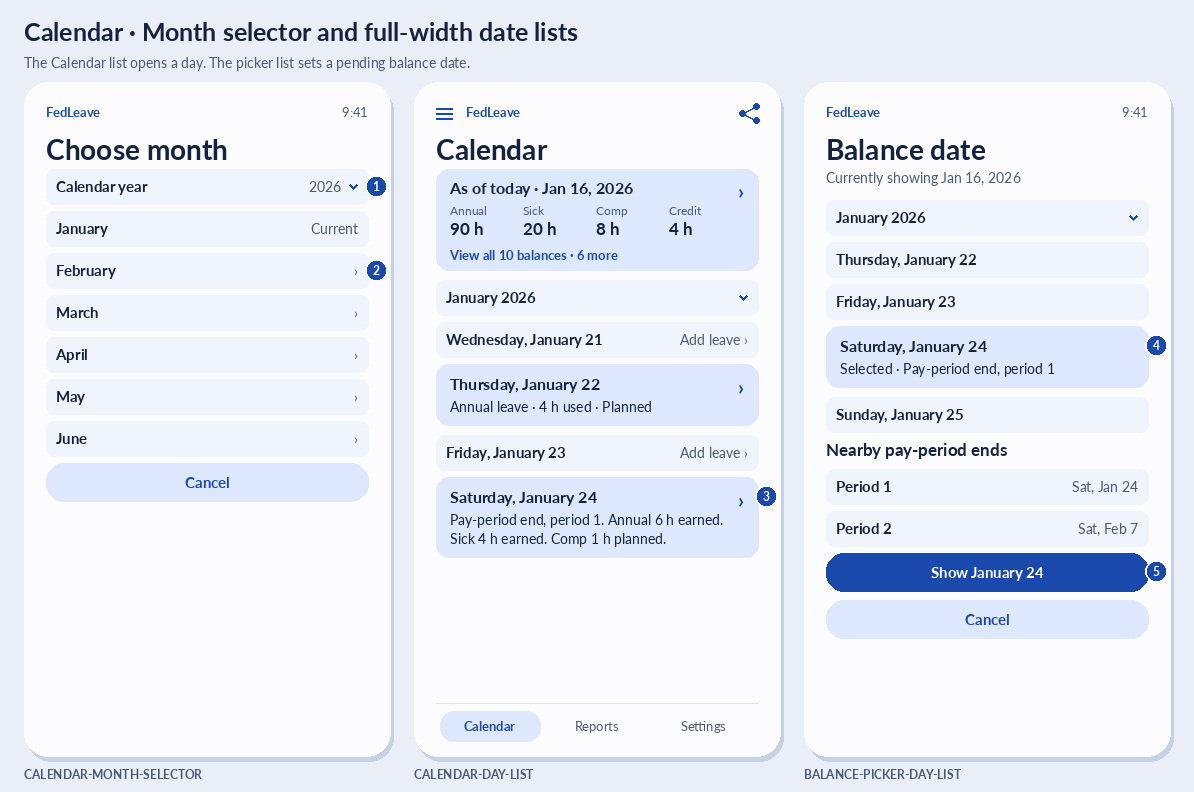 Calendar · Month selector and full-width date lists
The Calendar list opens a day. The picker list sets a pending balance date.
FedLeave
9:41
Choose month
Calendar year
2026
1
January
Current
February
›
2
March
›
April
›
May
›
June
›
Cancel
CALENDAR-MONTH-SELECTOR
FedLeave
Calendar
As of today · Jan 16, 2026
›
Annual
Sick
Comp
Credit
90 h
20 h
8 h
4 h
View all 10 balances · 6 more
January 2026
Wednesday, January 21
Add leave ›
Thursday, January 22
›
Annual leave · 4 h used · Planned
Friday, January 23
Add leave ›
Saturday, January 24
›
3
Pay-period end, period 1. Annual 6 h earned.
Sick 4 h earned. Comp 1 h planned.
Calendar
Reports
Settings
CALENDAR-DAY-LIST
FedLeave
9:41
Balance date
Currently showing Jan 16, 2026
January 2026
Thursday, January 22
Friday, January 23
Saturday, January 24
4
Selected · Pay-period end, period 1
Sunday, January 25
Nearby pay-period ends
Period 1
Sat, Jan 24
Period 2
Sat, Feb 7
Show January 24
5
Cancel
BALANCE-PICKER-DAY-LIST